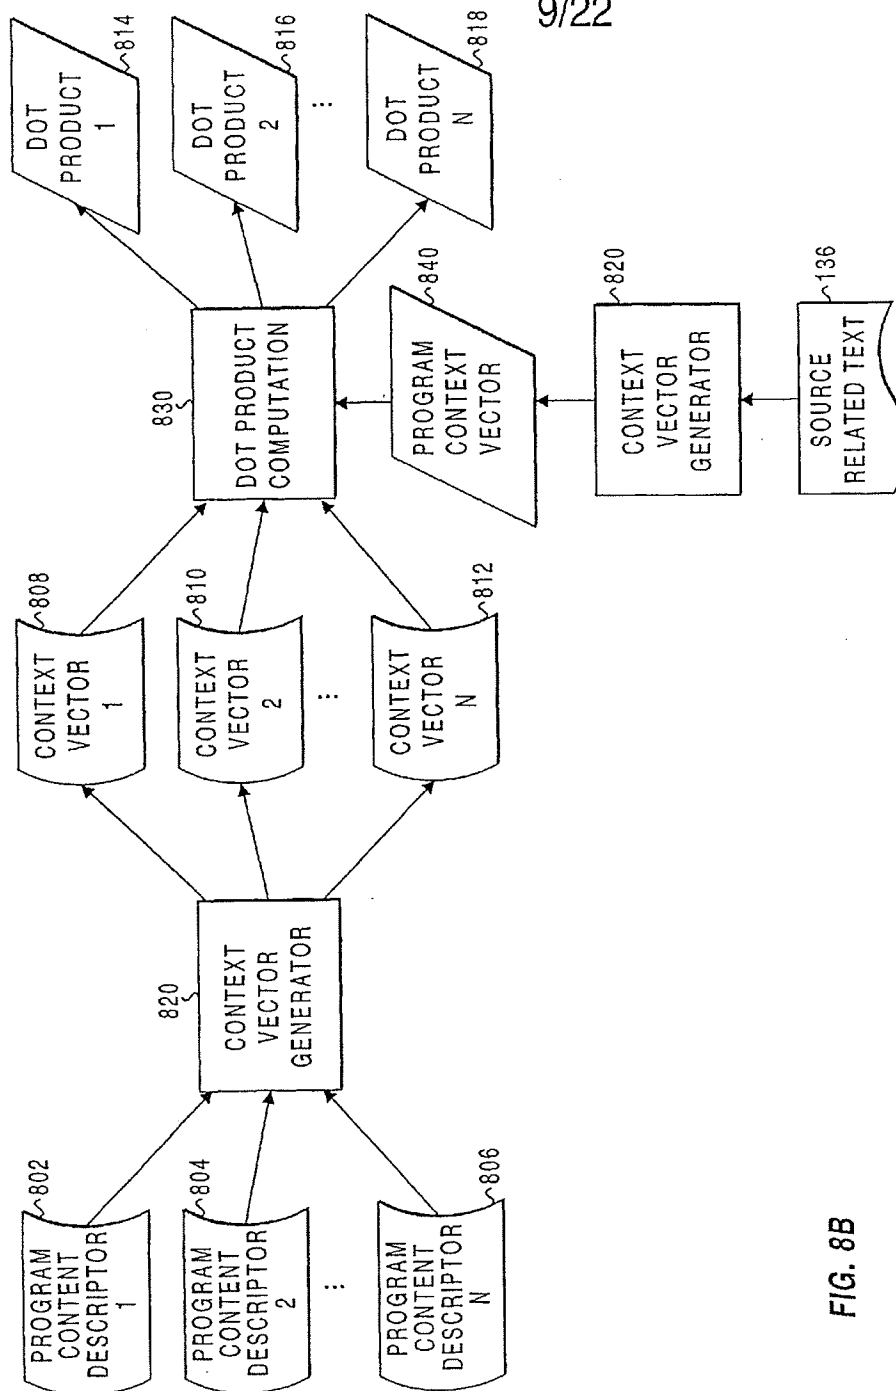 9/22
PROGRAM
CONTENT
DESCRIPTOR
1
802
PROGRAM
CONTENT
DESCRIPTOR
2
804
⋮
PROGRAM
CONTENT
DESCRIPTOR
N
806
820
CONTEXT
VECTOR
GENERATOR
CONTEXT
VECTOR
1
808
CONTEXT
VECTOR
2
810
⋮
CONTEXT
VECTOR
N
812
830
DOT PRODUCT
COMPUTATION
DOT
PRODUCT
1
814
DOT
PRODUCT
2
816
⋮
DOT
PRODUCT
N
818
PROGRAM
CONTEXT
VECTOR
840
CONTEXT
VECTOR
GENERATOR
820
SOURCE
RELATED TEXT
136
FIG. 8B